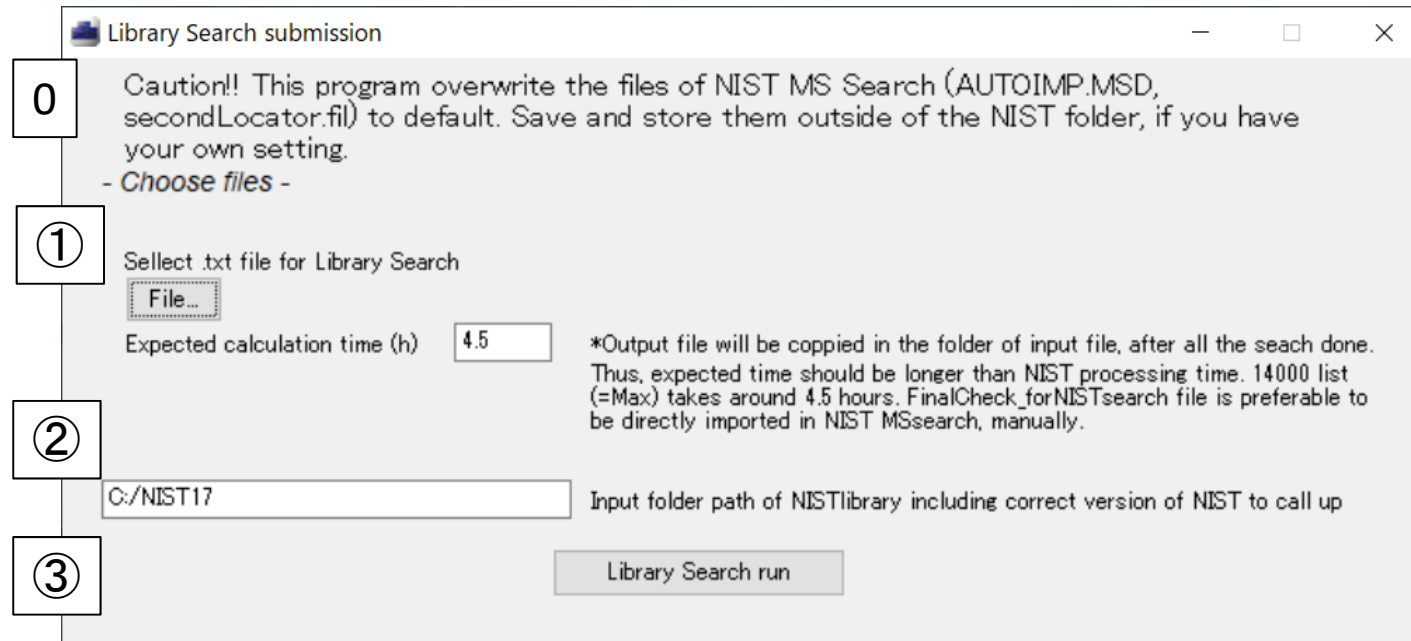 Library Search submission
0
Caution!! This program overwrite the files of NIST MS Search (AUTOIMP.MSD,
secondLocator.fil) to default. Save and store them outside of the NIST folder, if you have
your own setting.
- Choose files -
①
Sellect .txt file for Library Search
File...
Expected calculation time (h)
4.5
*Output file will be coppied in the folder of input file, after all the seach done.
Thus, expected time should be longer than NIST processing time. 14000 list
(=Max) takes around 4.5 hours. FinalCheck_forNISTsearch file is preferable to
be directly imported in NIST MSsearch, manually.
②
C:/NIST17
Input folder path of NISTlibrary including correct version of NIST to call up
③
Library Search run